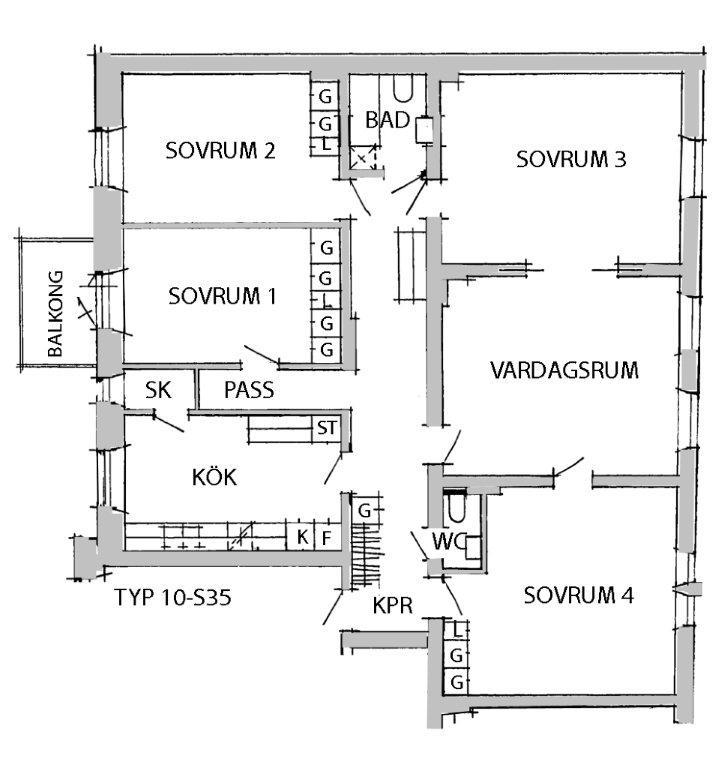 G
G
L
BAD
SOVRUM 2
SOVRUM 3
G
G
L
G
G
SOVRUM 1
BALKONG
VARDAGSRUM
SK
PASS
ST
KÖK
G
K
F
WC
TYP 10-S35
KPR
SOVRUM 4
L
G
G